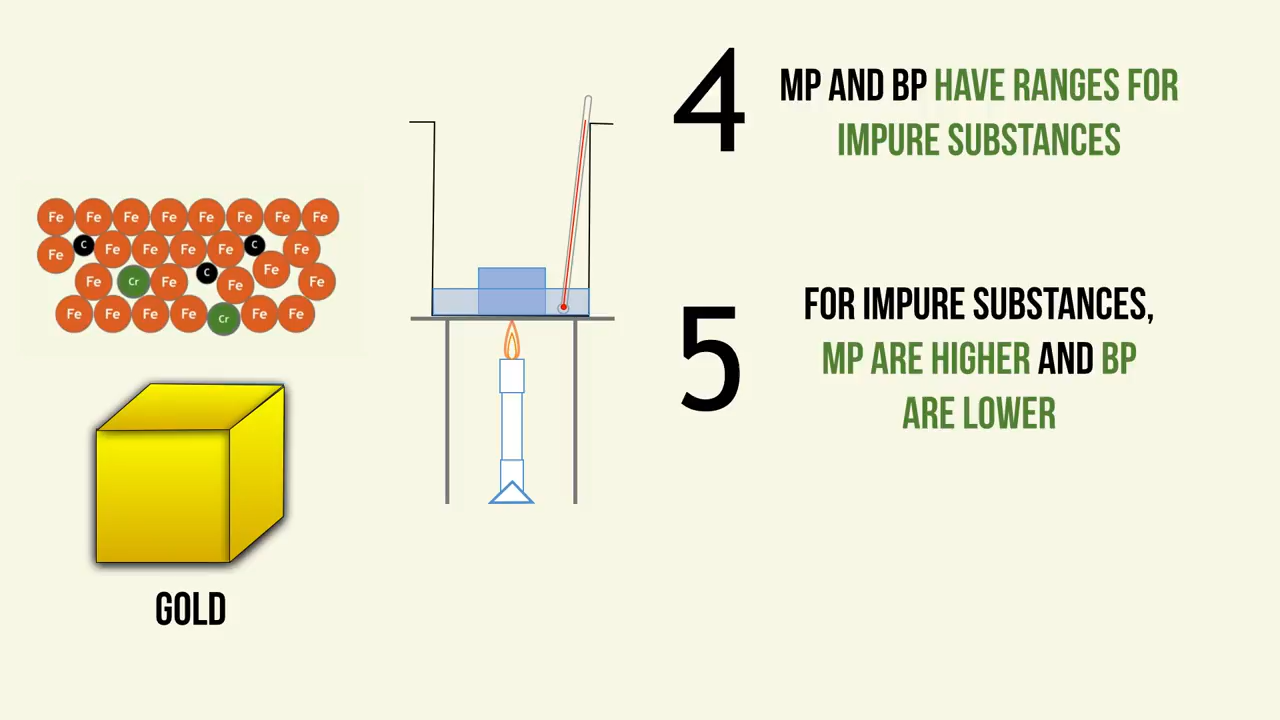 4
MP AND BP HAVE RANGES FOR
IMPURE SUBSTANCES
Fe Fe Fe Fe Fe Fe Fe Fe
Fe C Fe Fe Fe Fe C Fe
Fe Cr Fe C Fe Fe Fe
Fe Fe Fe Fe Cr Fe Fe
5
FOR IMPURE SUBSTANCES,
MP ARE HIGHER AND BP
ARE LOWER
GOLD